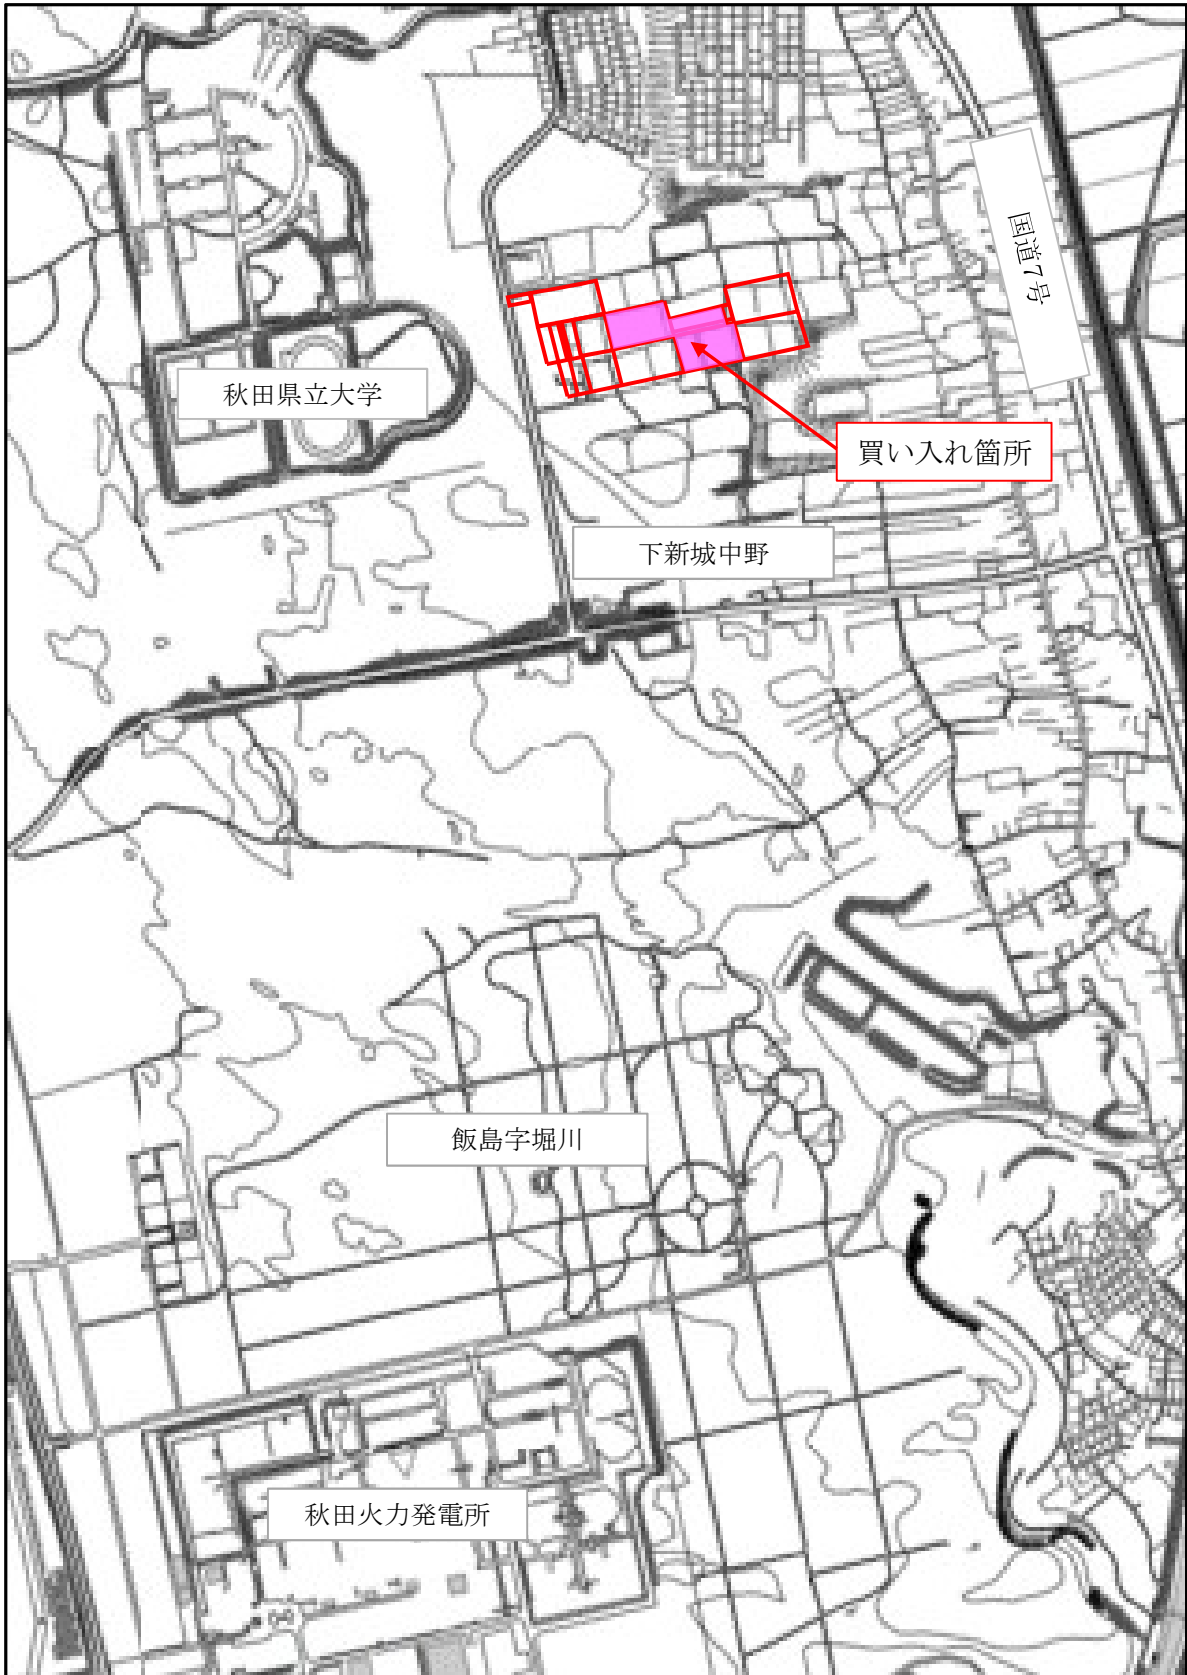 国道7号
秋田県立大学
買い入れ箇所
下新城中野
飯島字堀川
秋田火力発電所